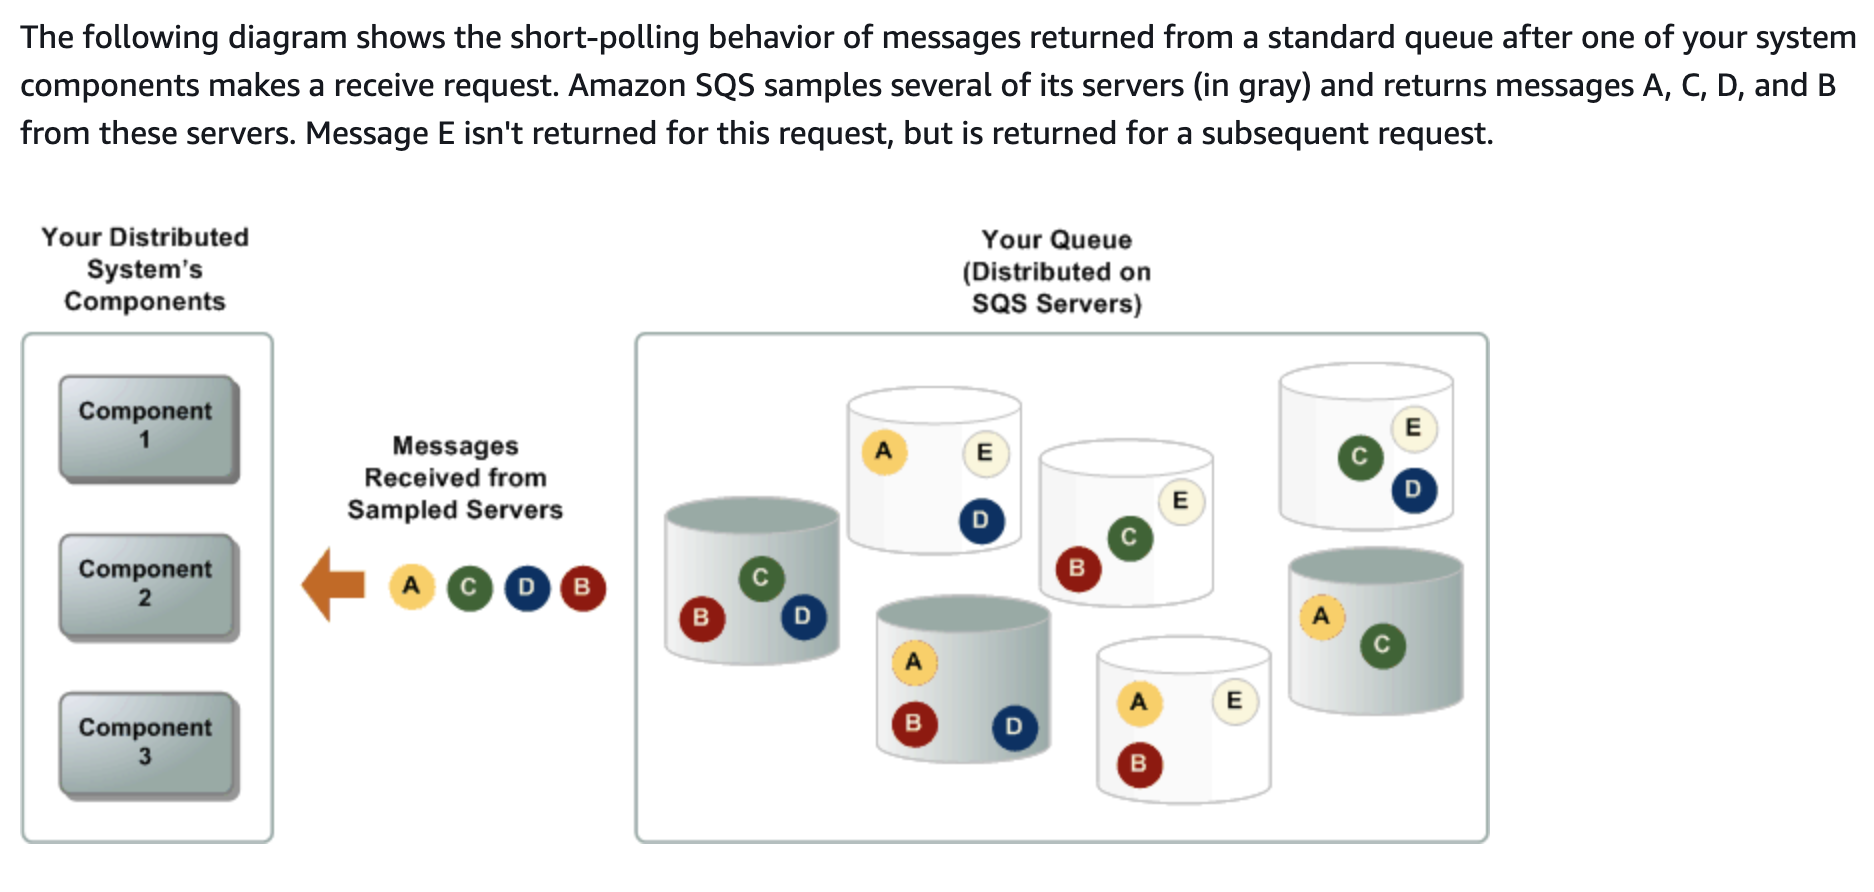 The following diagram shows the short-polling behavior of messages returned from a standard queue after one of your system
components makes a receive request. Amazon SQS samples several of its servers (in gray) and returns messages A, C, D, and B
from these servers. Message E isn't returned for this request, but is returned for a subsequent request.
Your Distributed
System's
Components
Component
1
Component
2
Component
3
Messages
Received from
Sampled Servers
A C D B
Your Queue
(Distributed on
SQS Servers)
C
B D
A E
D
E
C
B
E
C
D
A
B D
A E
B
A
C